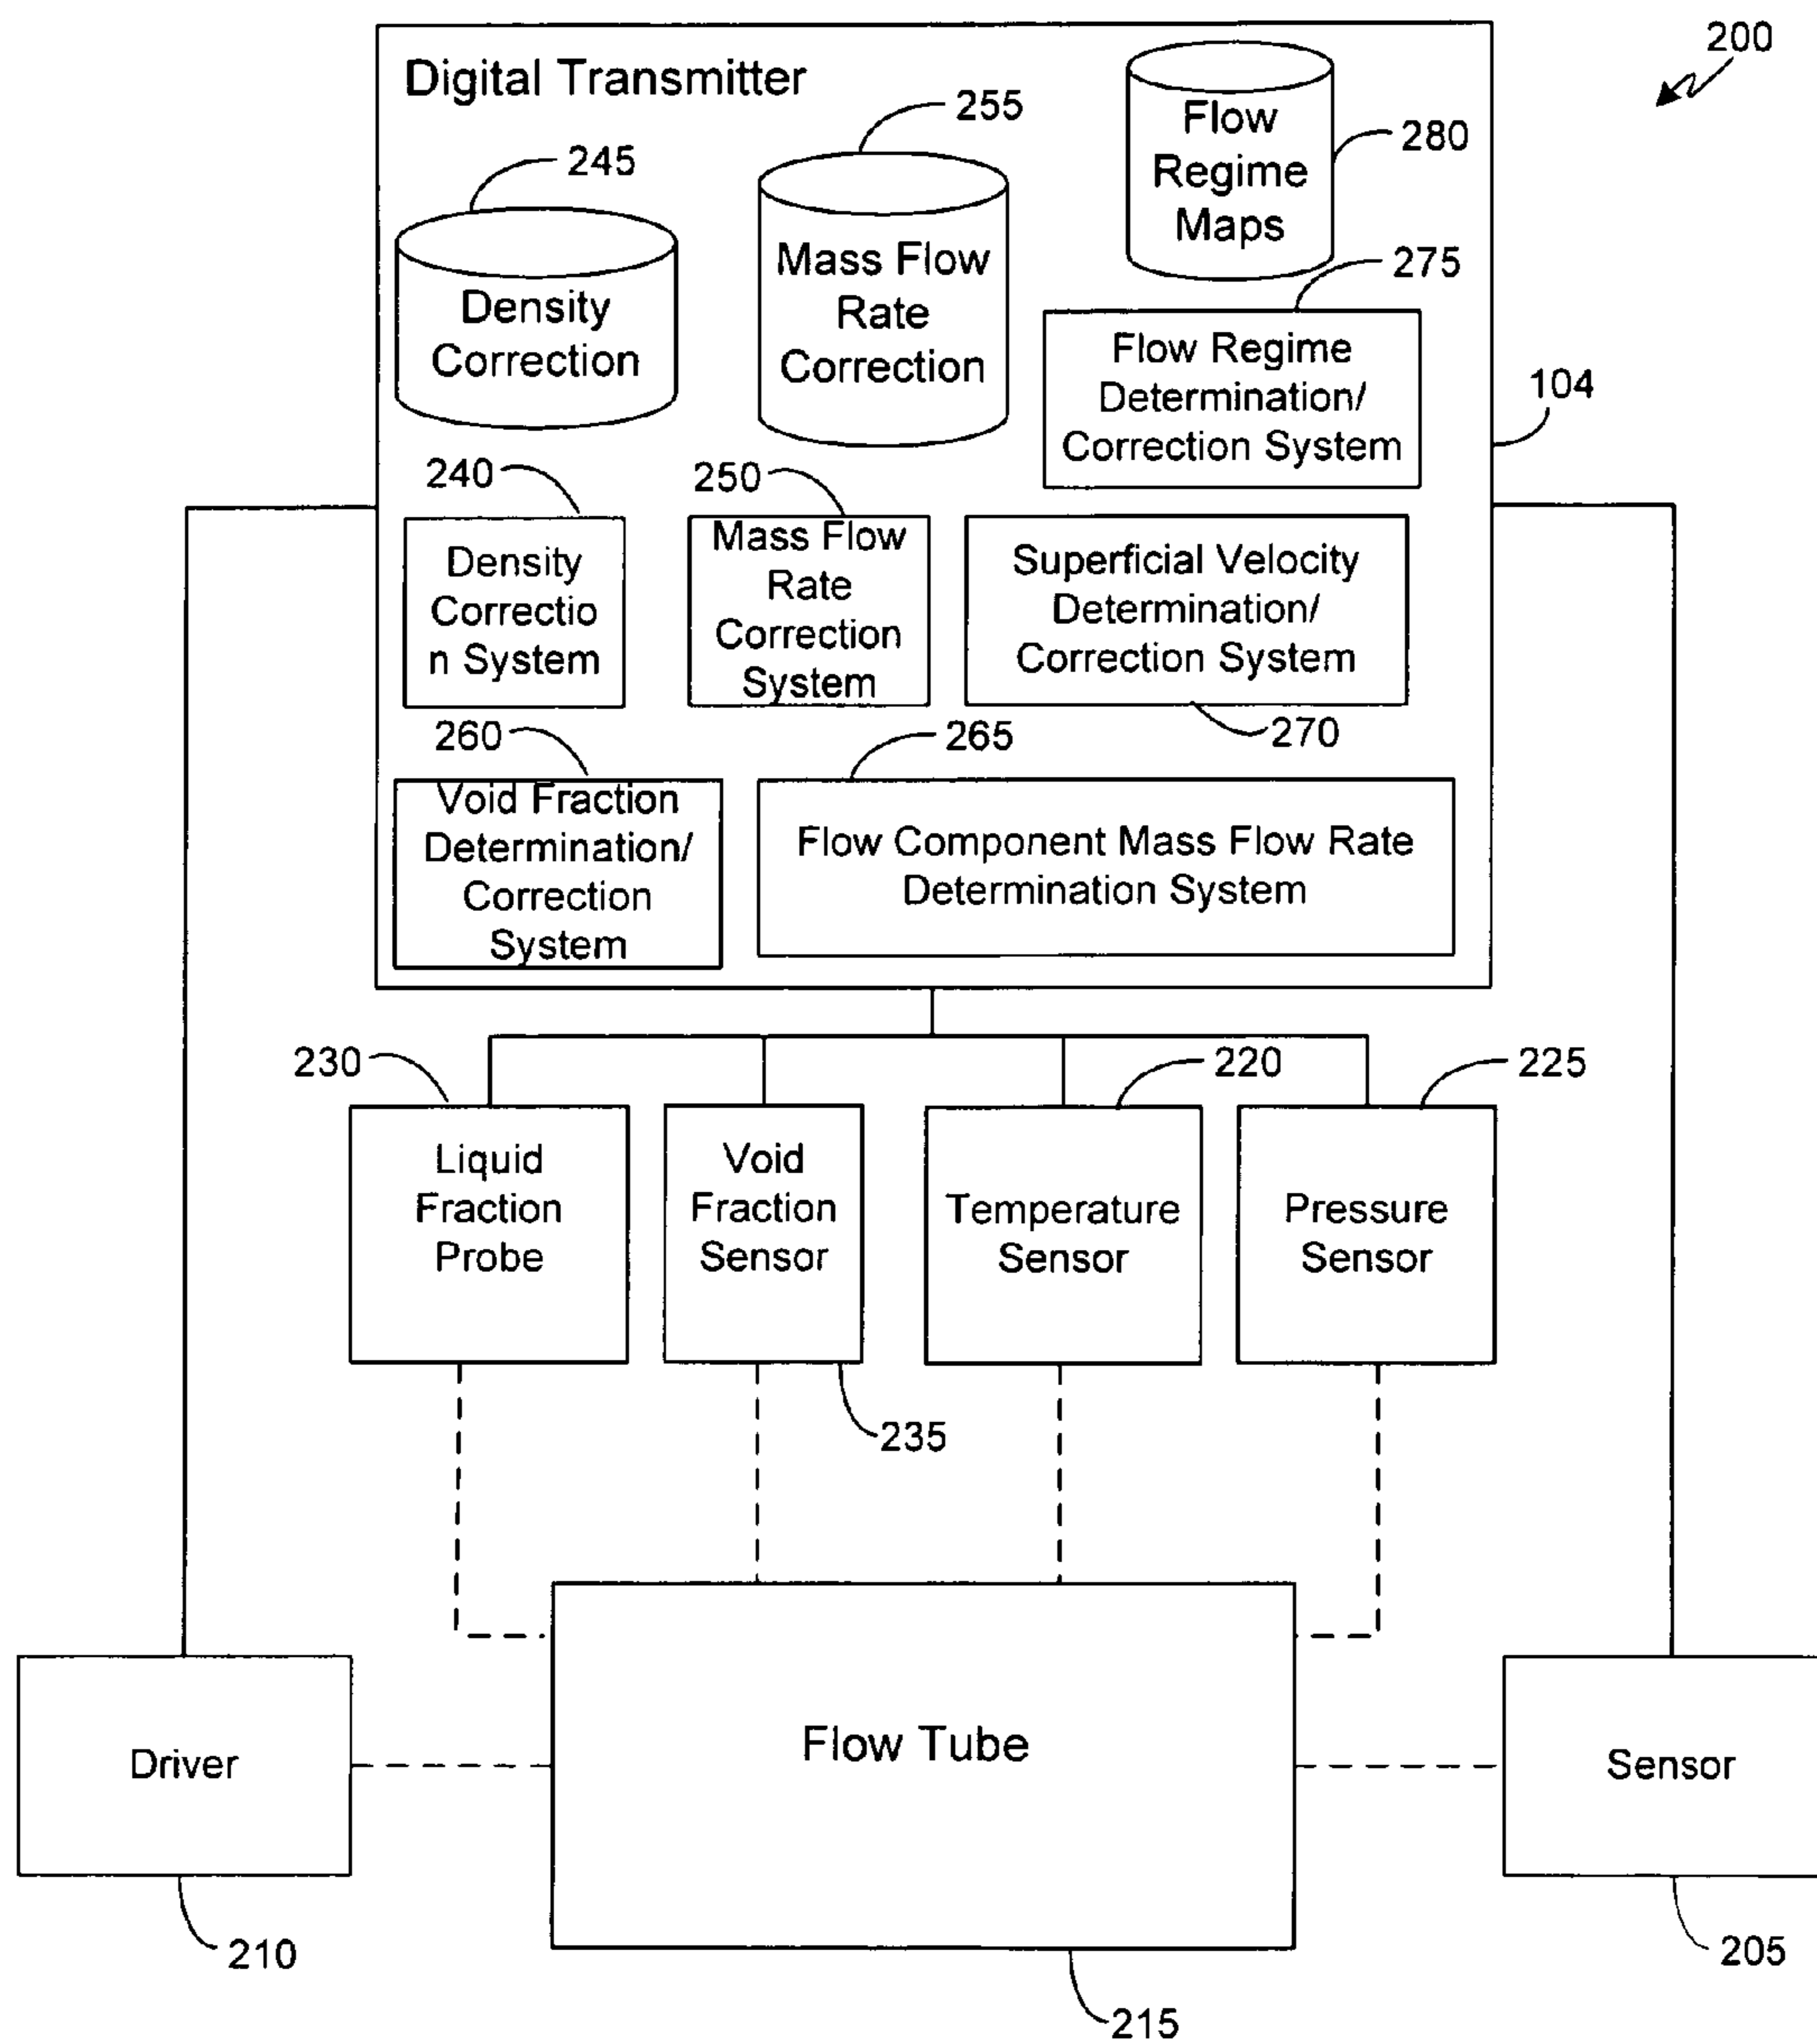 200
Digital Transmitter
255
Flow
Regime
Maps
280
245
Density
Correction
Mass Flow
Rate
Correction
275
Flow Regime
Determination/
Correction System
104
240
250
Density
Correctio
n System
Mass Flow
Rate
Correction
System
Superficial Velocity
Determination/
Correction System
260
265
270
Void Fraction
Determination/
Correction
System
Flow Component Mass Flow Rate
Determination System
230
220
225
Liquid
Fraction
Probe
Void
Fraction
Sensor
Temperature
Sensor
Pressure
Sensor
235
Driver
Flow Tube
Sensor
210
205
215